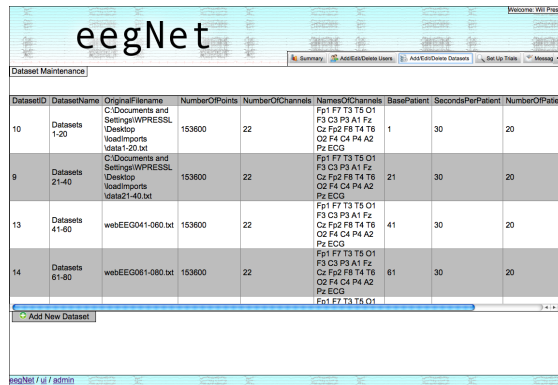 Welcome: Will Pres
eegNet
Summary Add/Edit/Delete Users Add/Edit/Delete Datasets Set Up Trials Messag
Dataset Maintenance
DatasetID DatasetName OriginalFilename NumberOfPoints NumberOfChannels NamesOfChannels BasePatient SecondsPerPatient NumberOfPatie
10 Datasets 1-20 C:\Documents and Settings\WPRESSL\Desktop\loadImports\data1-20.txt 153600 22 Fp1 F7 T3 T5 O1 F3 C3 P3 A1 Fz Cz Fp2 F8 T4 T6 O2 F4 C4 P4 A2 Pz ECG 1 30 20
9 Datasets 21-40 C:\Documents and Settings\WPRESSL\Desktop\loadImports\data21-40.txt 153600 22 Fp1 F7 T3 T5 O1 F3 C3 P3 A1 Fz Cz Fp2 F8 T4 T6 O2 F4 C4 P4 A2 Pz ECG 21 30 20
13 Datasets 41-60 webEEG041-060.txt 153600 22 Fp1 F7 T3 T5 O1 F3 C3 P3 A1 Fz Cz Fp2 F8 T4 T6 O2 F4 C4 P4 A2 Pz ECG 41 30 20
14 Datasets 61-80 webEEG061-080.txt 153600 22 Fp1 F7 T3 T5 O1 F3 C3 P3 A1 Fz Cz Fp2 F8 T4 T6 O2 F4 C4 P4 A2 Pz ECG 61 30 20
Fp1 F7 T3 T5 O1
Add New Dataset
eegNet / ui / admin